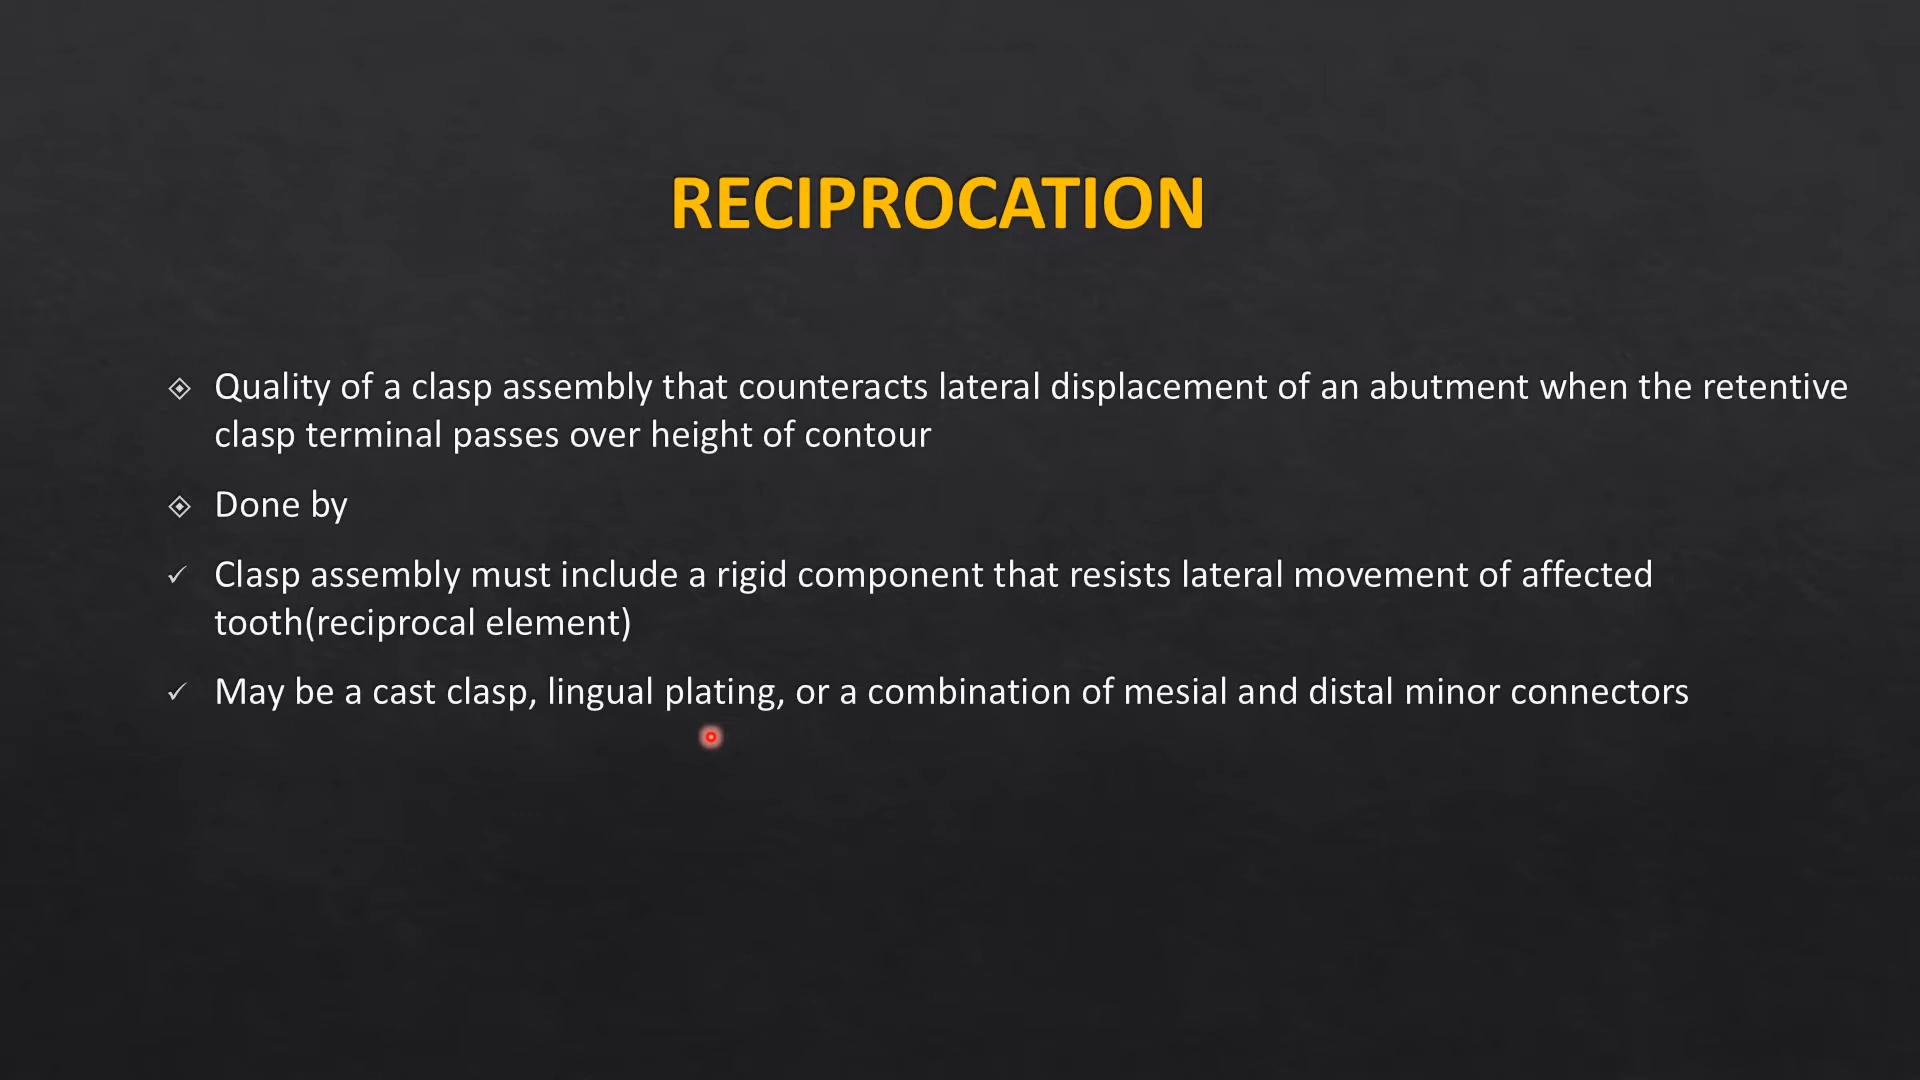 RECIPROCATION
Quality of a clasp assembly that counteracts lateral displacement of an abutment when the retentive
clasp terminal passes over height of contour
Done by
Clasp assembly must include a rigid component that resists lateral movement of affected
tooth(reciprocal element)
May be a cast clasp, lingual plating, or a combination of mesial and distal minor connectors